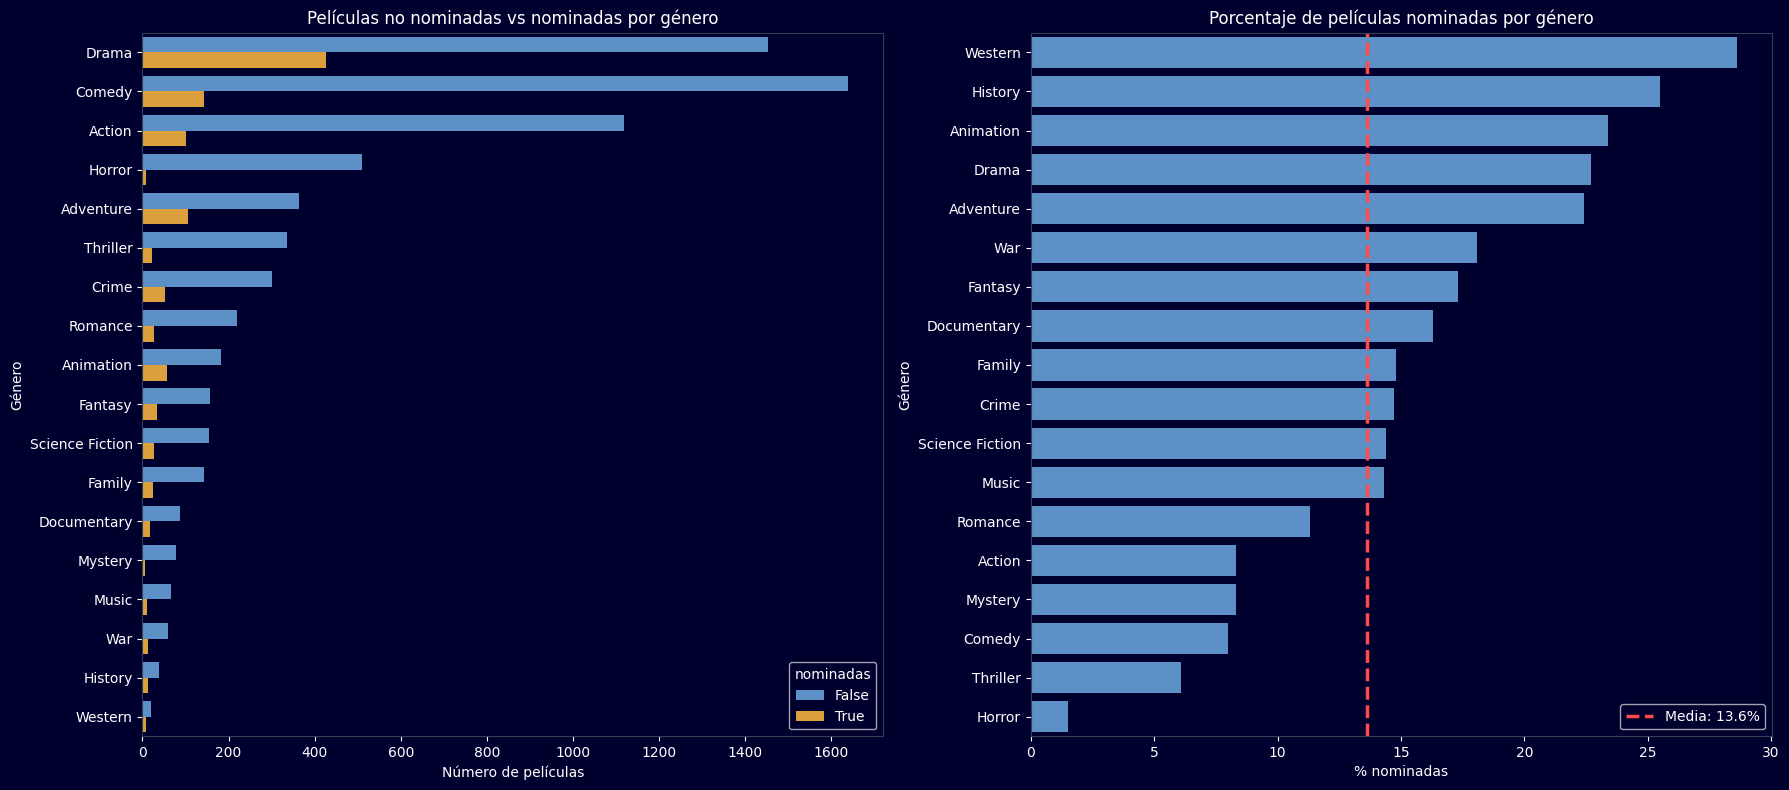 Películas no nominadas vs nominadas por género
Género
Drama
Comedy
Action
Horror
Adventure
Thriller
Crime
Romance
Animation
Fantasy
Science Fiction
Family
Documentary
Mystery
Music
War
History
Western
nominadas
False
True
0 200 400 600 800 1000 1200 1400 1600
Número de películas
Porcentaje de películas nominadas por género
Género
Western
History
Animation
Drama
Adventure
War
Fantasy
Documentary
Family
Crime
Science Fiction
Music
Romance
Action
Mystery
Comedy
Thriller
Horror
Media: 13.6%
0 5 10 15 20 25 30
% nominadas